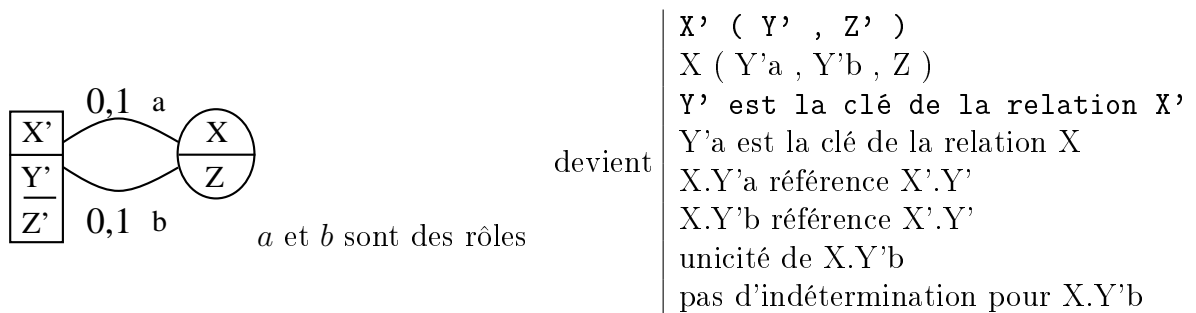 0,1 a
X'
X
Y'
Z
Z'
0,1 b
a et b sont des rôles
devient
X’ ( Y’ , Z’ )
X ( Y'a , Y'b , Z )
Y’ est la clé de la relation X’
Y'a est la clé de la relation X
X.Y'a référence X'.Y'
X.Y'b référence X'.Y'
unicité de X.Y'b
pas d'indétermination pour X.Y'b